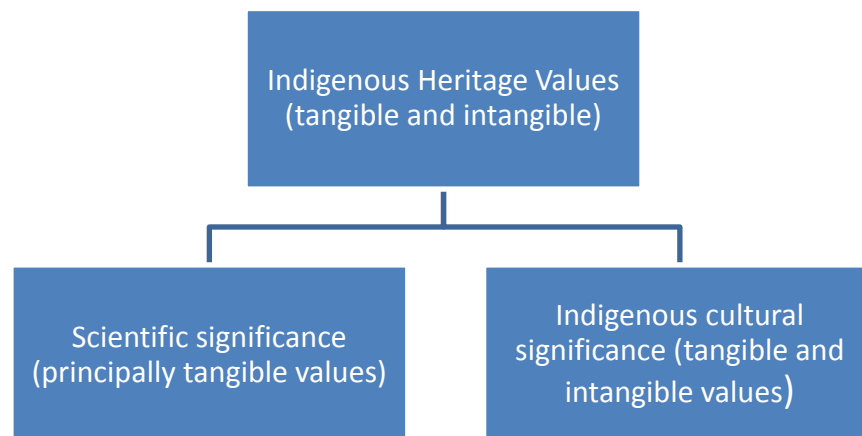 Indigenous Heritage Values
(tangible and intangible)
Scientific significance
(principally tangible values)
Indigenous cultural
significance (tangible and
intangible values)